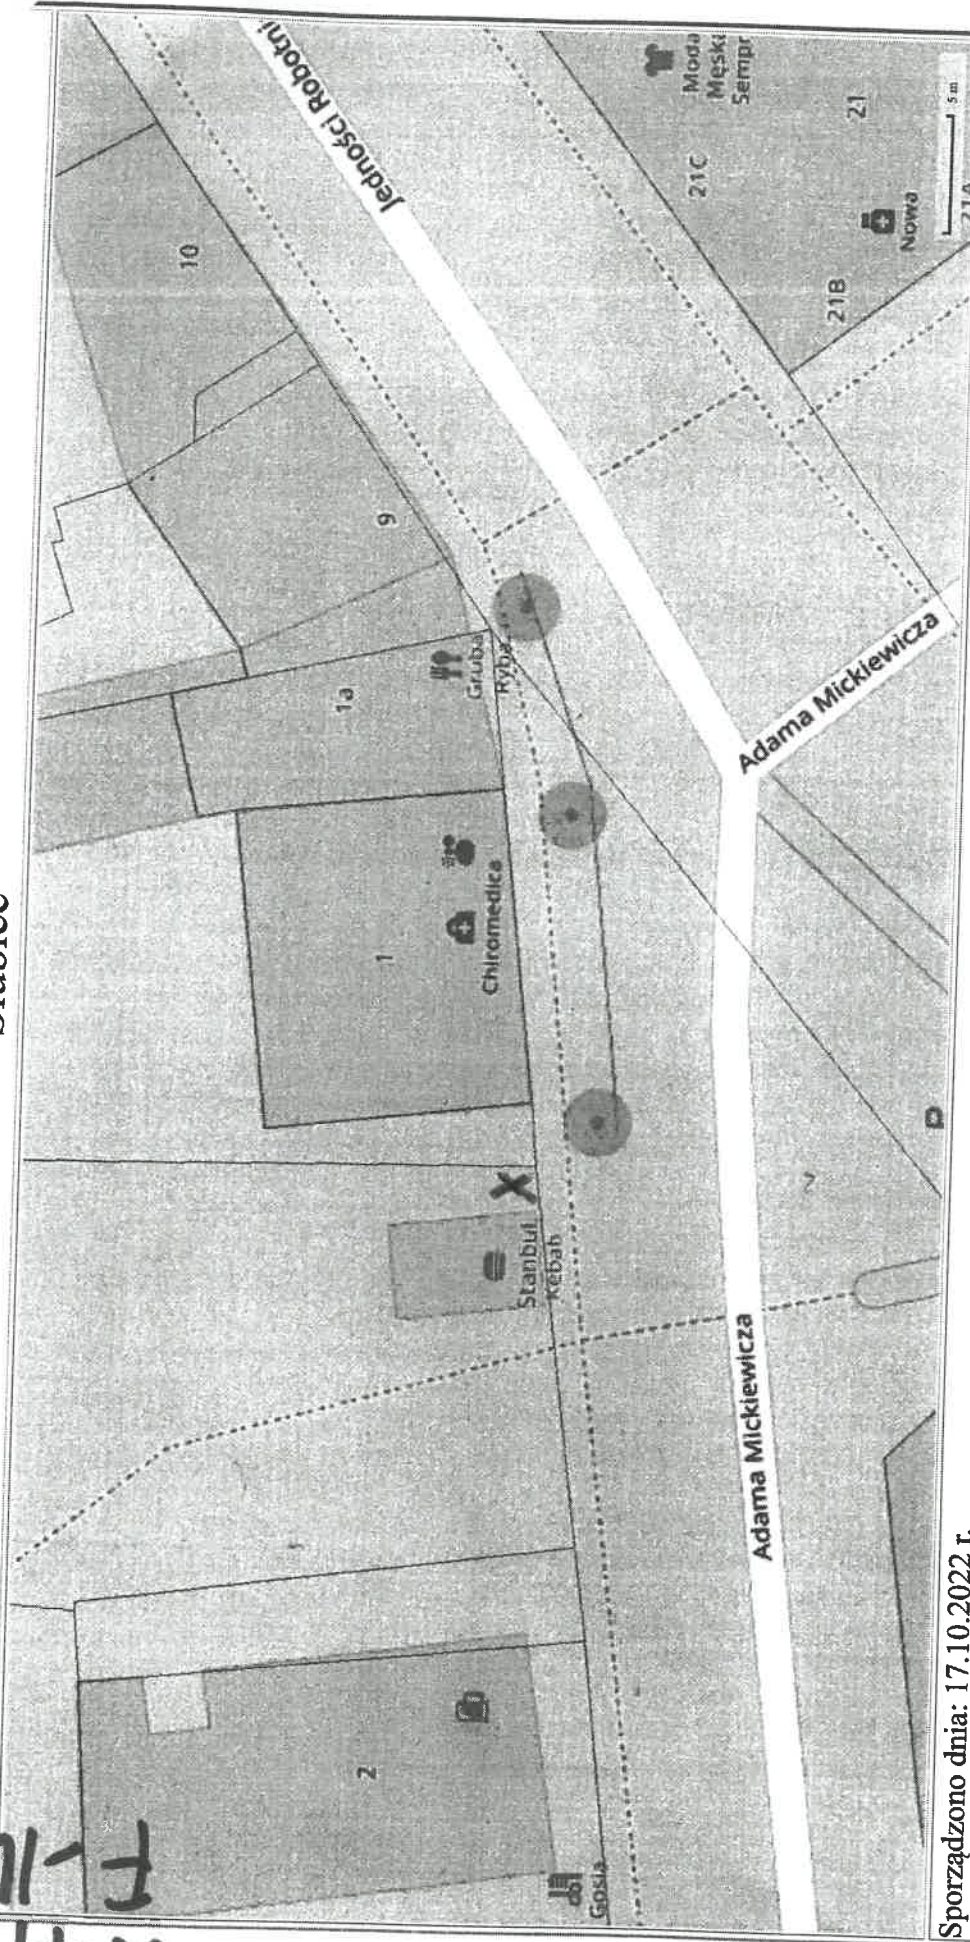 Jedności Robotni
Moda
Męska
Sempr
21C
21
5 m
Nowa
21B
10
9
Gruba
Ryba
1a
Adama Mickiewicza
1
Chiromedica
X
Stanbul
Kebab
Adama Mickiewicza
2
Gosia
Sporządzono dnia: 17.10.2022 r.